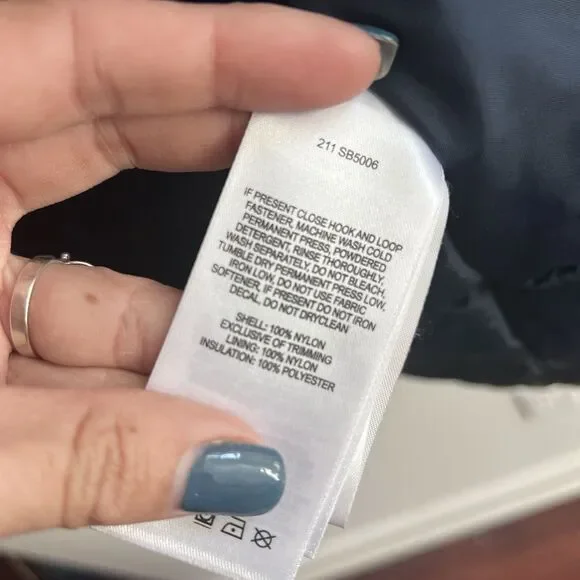 211 SB5006
IF PRESENT CLOSE HOOK AND LOOP
FASTENER, MACHINE WASH COLD
PERMANENT PRESS, POWDERED
DETERGENT, RINSE THOROUGHLY,
WASH SEPARATELY, DO NOT BLEACH,
TUMBLE DRY PERMANENT PRESS LOW,
IRON LOW, DO NOT USE FABRIC
SOFTENER, IF PRESENT DO NOT IRON
DECAL, DO NOT DRYCLEAN
SHELL: 100% NYLON
EXCLUSIVE OF TRIMMING
LINING: 100% NYLON
INSULATION: 100% POLYESTER